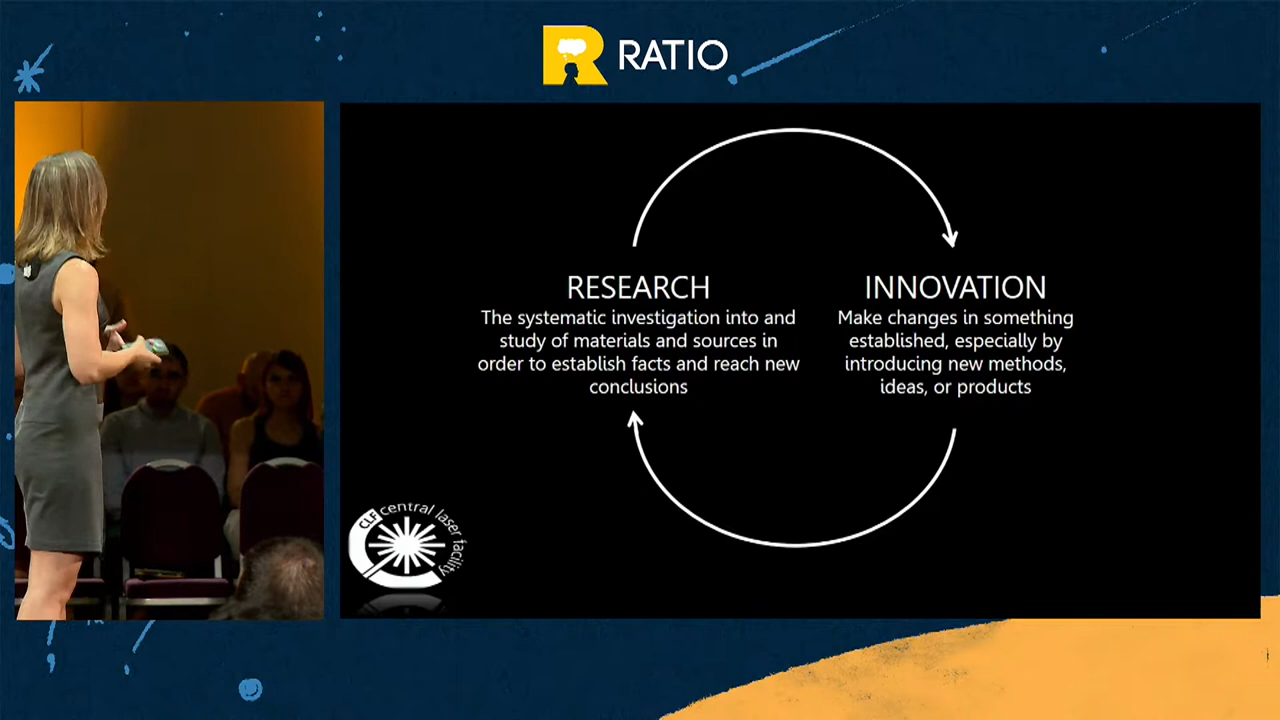 RATIO
RESEARCH
The systematic investigation into and
study of materials and sources in
order to establish facts and reach new
conclusions
INNOVATION
Make changes in something
established, especially by
introducing new methods,
ideas, or products
CLF central laser facility